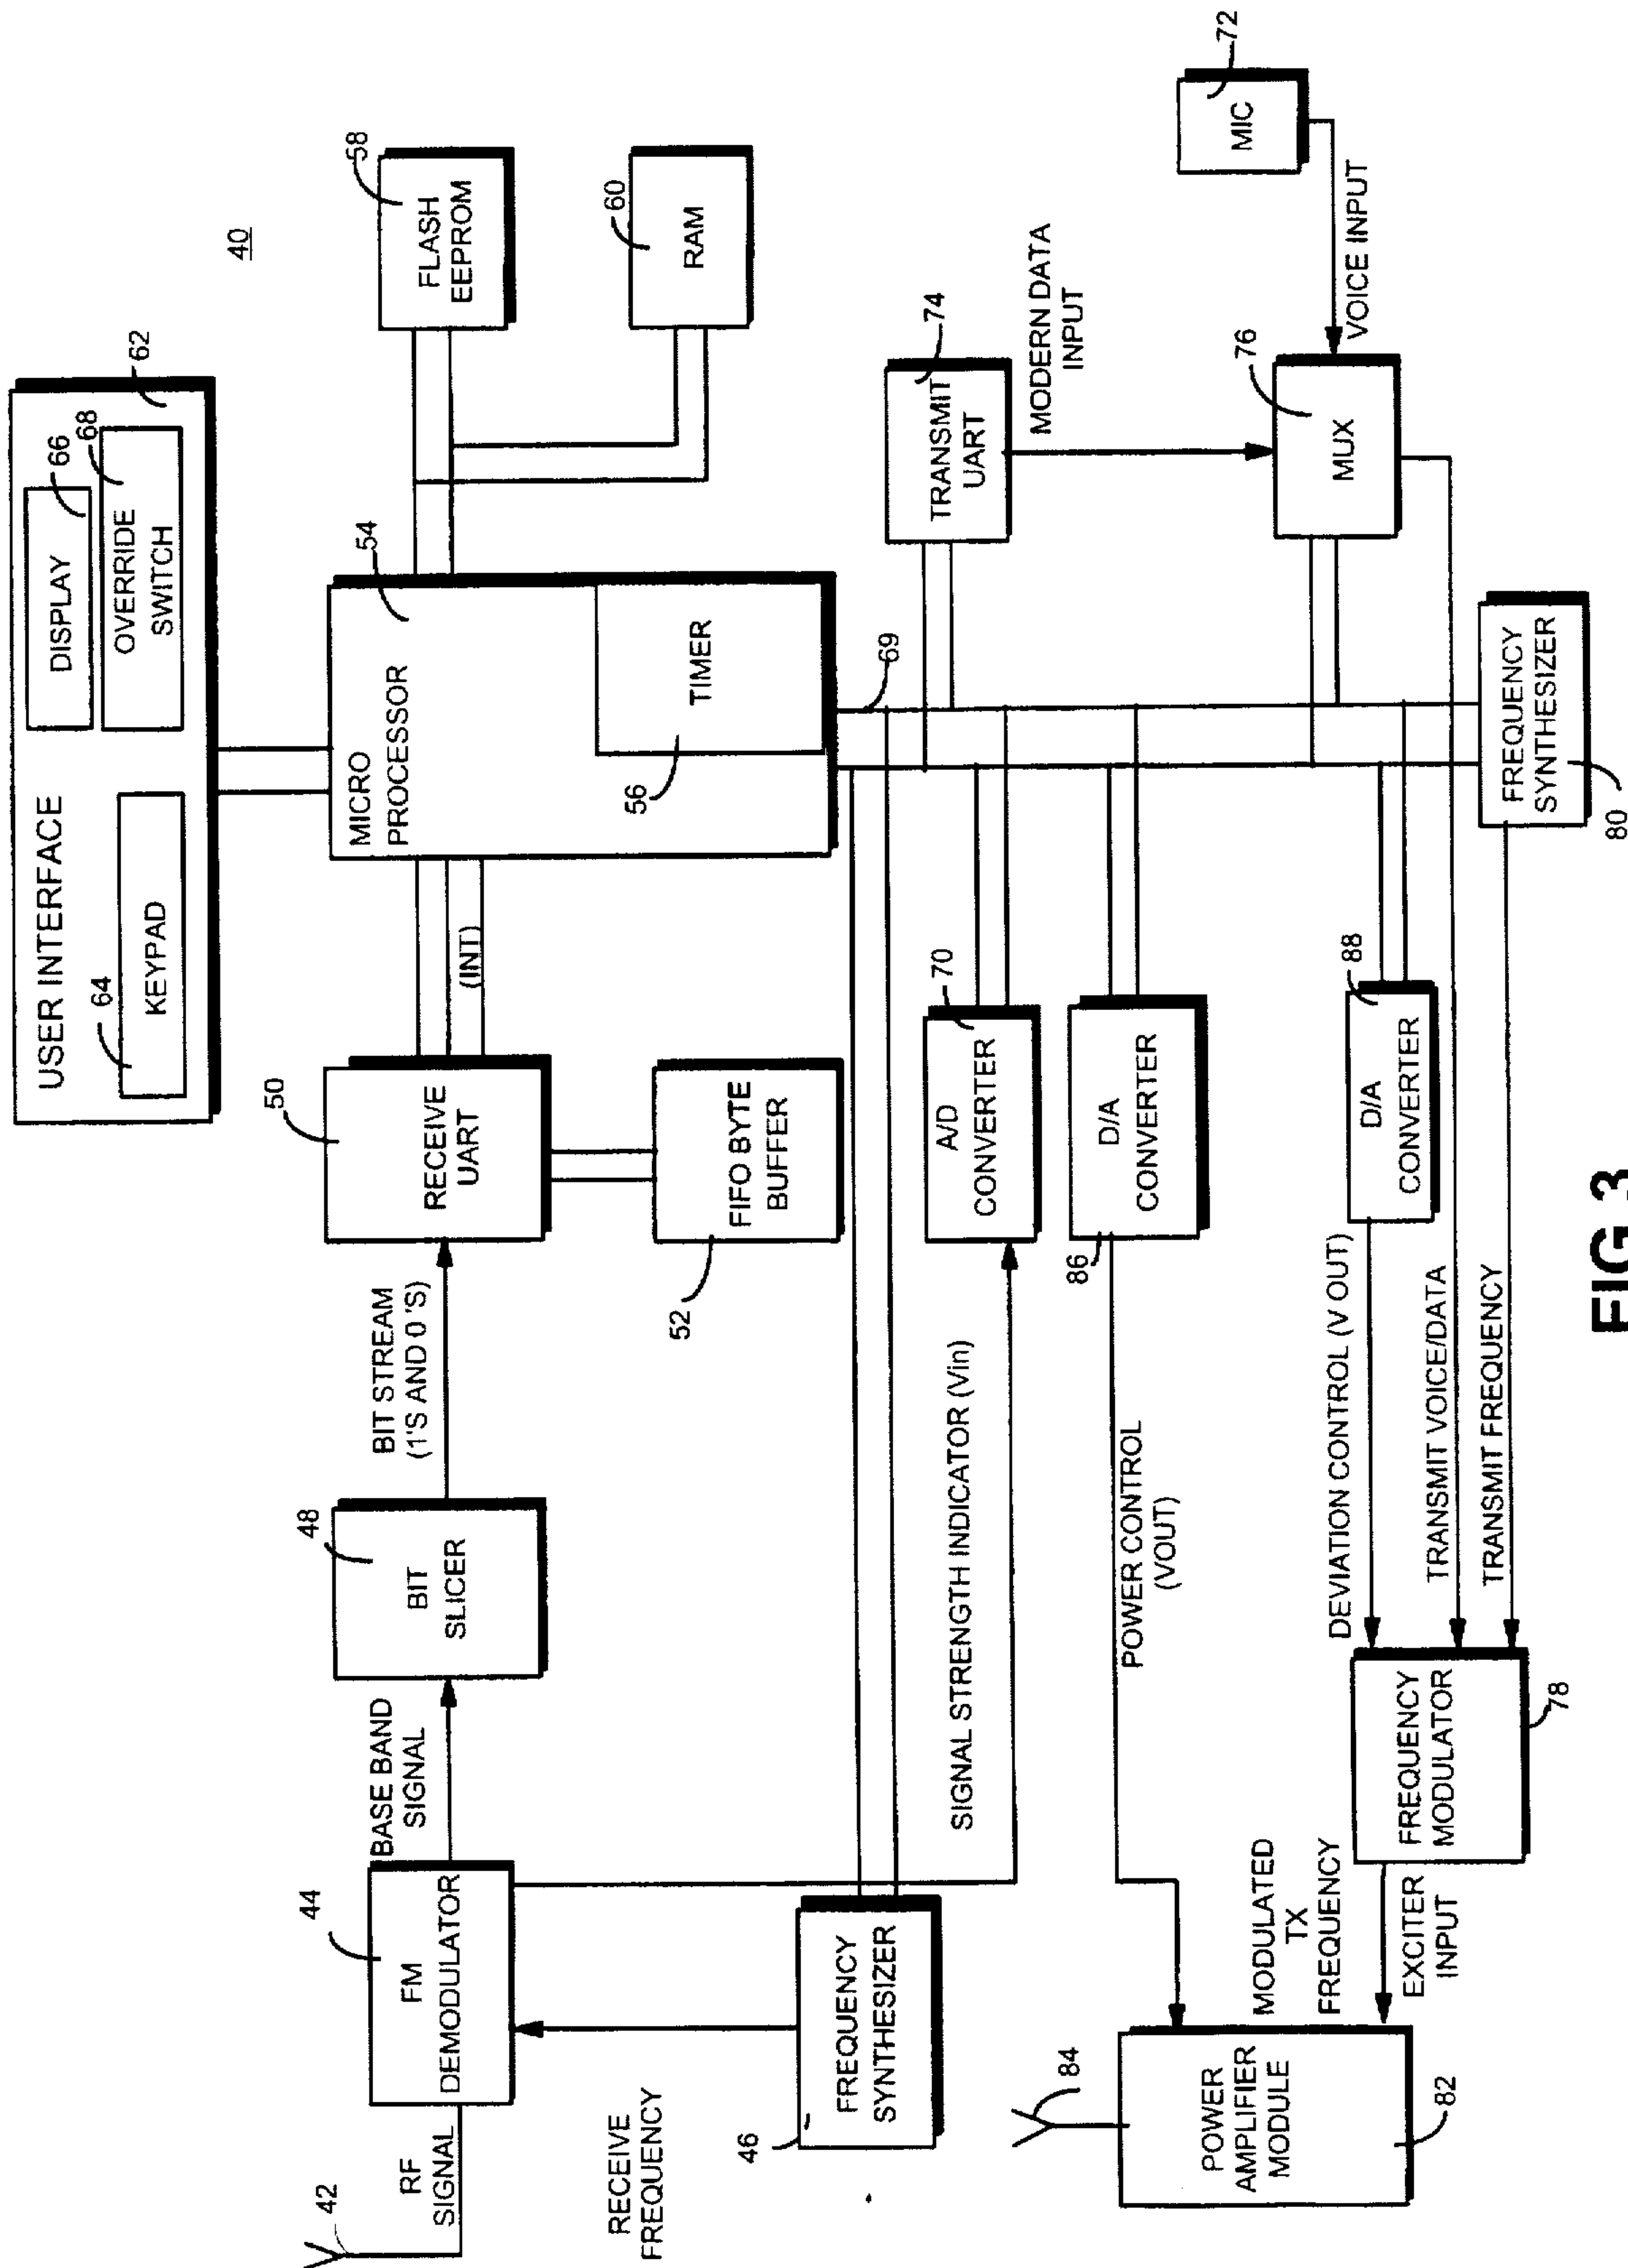 40
USER INTERFACE
62
64
KEYPAD
DISPLAY
66
OVERRIDE
SWITCH
68
42
RF
SIGNAL
44
FM
DEMODULATOR
BASE BAND
SIGNAL
48
BIT
SLICER
BIT STREAM
(1'S AND 0 'S)
50
RECEIVE
UART
(INT)
MICRO
PROCESSOR
54
TIMER
56
58
FLASH
EEPROM
60
RAM
52
FIFO BYTE
BUFFER
RECEIVE
FREQUENCY
46
FREQUENCY
SYNTHESIZER
69
SIGNAL STRENGTH INDICATOR (Vin)
A/D
CONVERTER
70
TRANSMIT
UART
74
MODERN DATA
INPUT
84
POWER
AMPLIFIER
MODULE
82
POWER CONTROL
(VOUT)
86
D/A
CONVERTER
MIC
72
VOICE INPUT
MUX
76
MODULATED
TX
FREQUENCY
EXCITER
INPUT
FREQUENCY
MODULATOR
78
DEVIATION CONTROL (V OUT)
TRANSMIT VOICE/DATA
TRANSMIT FREQUENCY
D/A
CONVERTER
88
FREQUENCY
SYNTHESIZER
80
FIG 3